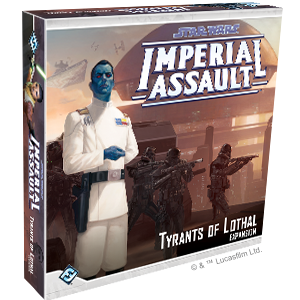 STAR WARS
IMPERIAL
ASSAULT
TYRANTS OF LOTHAL
EXPANSION
IMPERIAL ASSAULT
TYRANTS OF LOTHAL
© & ™ Lucasfilm Ltd.